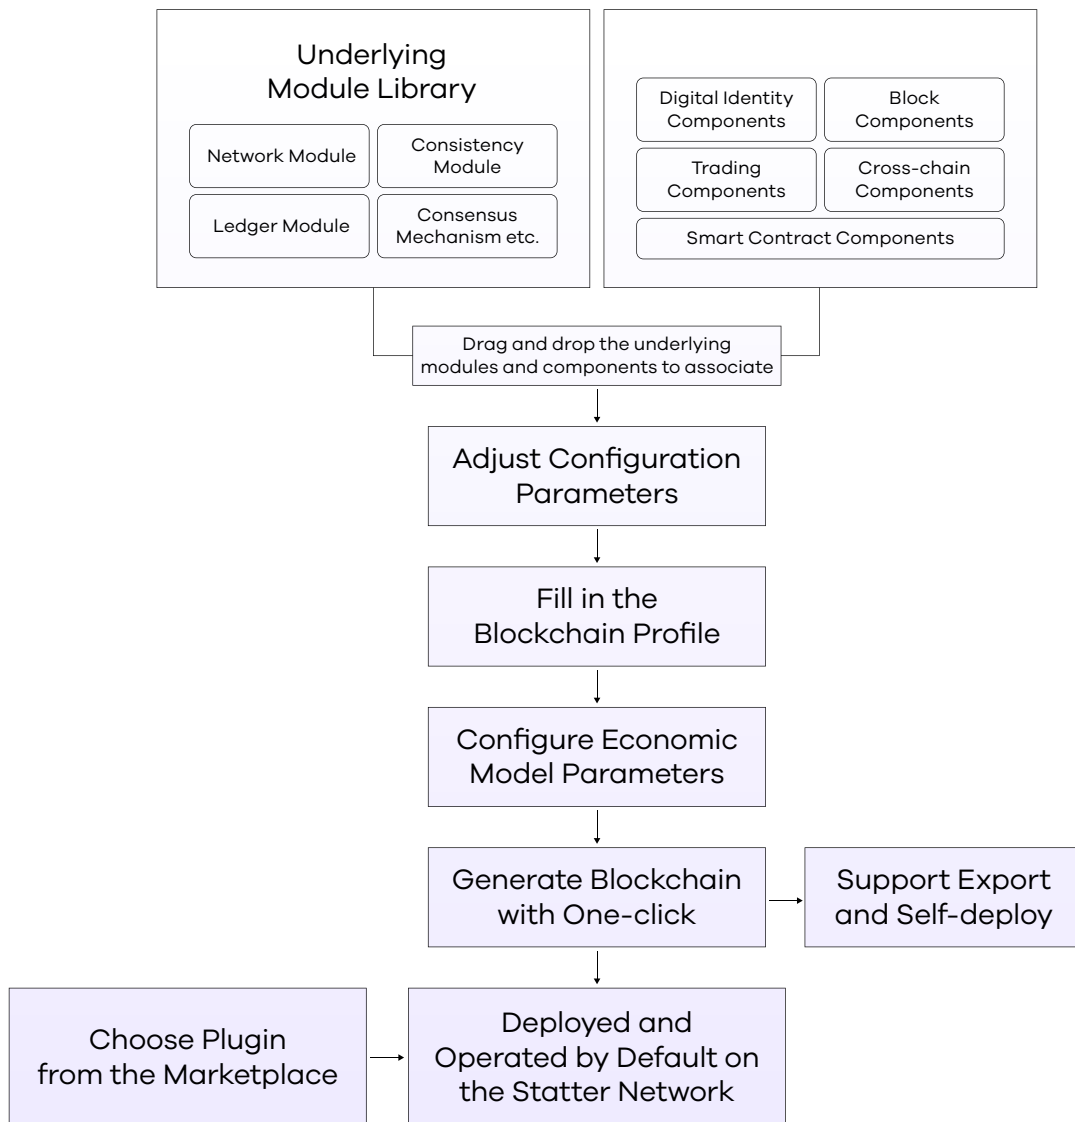 Underlying
Module Library
Network Module
Consistency
Module
Ledger Module
Consensus
Mechanism etc.
Digital Identity
Components
Block
Components
Trading
Components
Cross-chain
Components
Smart Contract Components
Drag and drop the underlying
modules and components to associate
Adjust Configuration
Parameters
Fill in the
Blockchain Profile
Configure Economic
Model Parameters
Generate Blockchain
with One-click
Support Export
and Self-deploy
Choose Plugin
from the Marketplace
Deployed and
Operated by Default on
the Statter Network